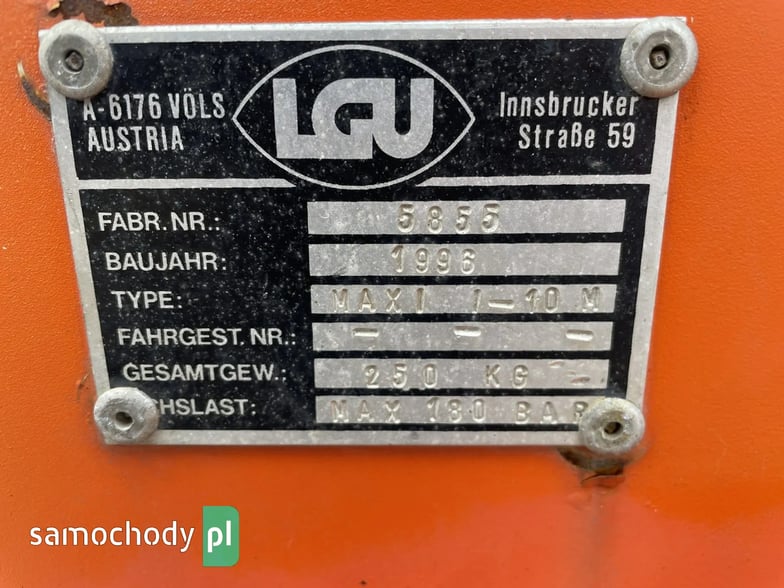 A-6176 VÖLS
AUSTRIA
LGU
Innsbrucker
Straße 59
FABR. NR.: 5855
BAUJAHR: 1996
TYPE: MAXI 1-10 M
FAHRGEST. NR.: - - -
GESAMTGEW.: 250 KG -
CHSLAST: MAX 180 BAR
samochody pl